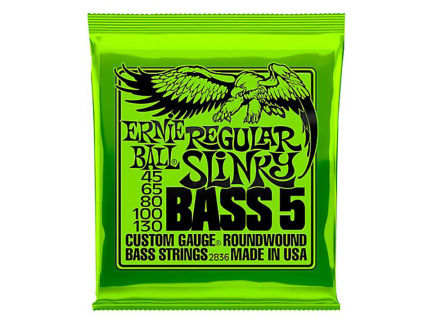 ERNIE BALL®
REGULAR
SLINKY
45
65
80
100
130
BASS 5
CUSTOM GAUGE® ROUNDWOUND
BASS STRINGS 2836 MADE IN USA